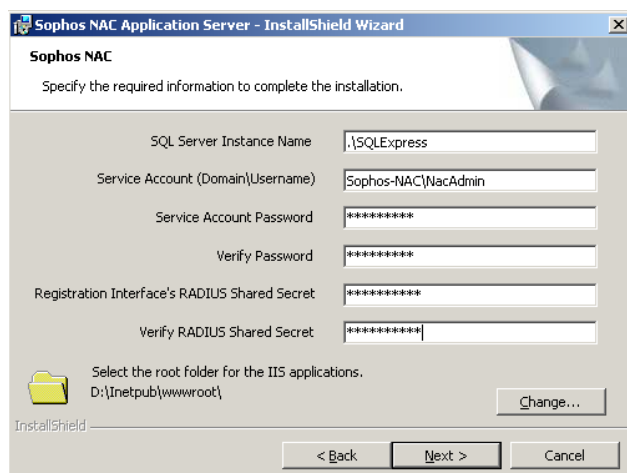 Sophos NAC Application Server - InstallShield Wizard
Sophos NAC
Specify the required information to complete the installation.
SQL Server Instance Name .\SQLExpress
Service Account (Domain\Username) Sophos-NAC\NacAdmin
Service Account Password *********
Verify Password *********
Registration Interface's RADIUS Shared Secret **********
Verify RADIUS Shared Secret **********
Select the root folder for the IIS applications.
D:\Inetpub\wwwroot\
Change...
InstallShield
< Back Next > Cancel